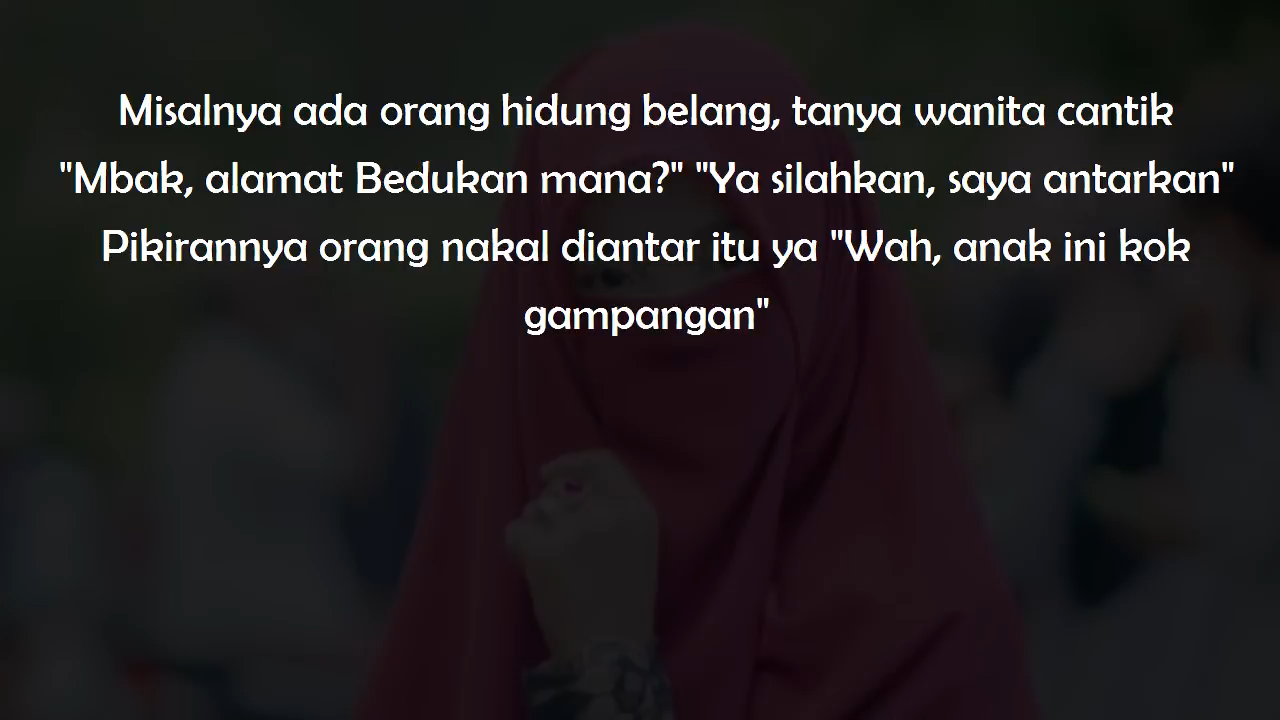 Misalnya ada orang hidung belang, tanya wanita cantik
"Mbak, alamat Bedukan mana?" "Ya silahkan, saya antarkan"
Pikirannya orang nakal diantar itu ya "Wah, anak ini kok
gampangan"